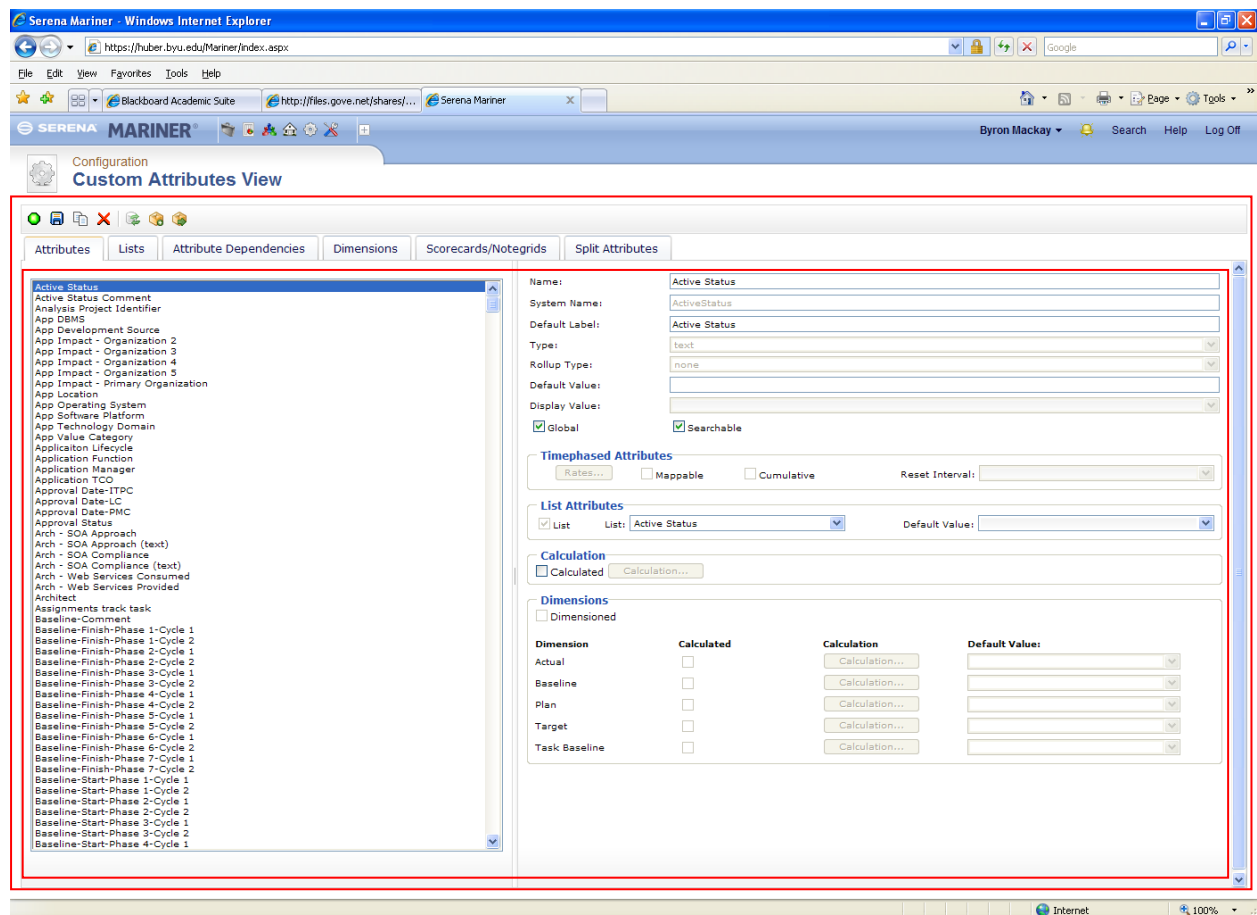 Serena Mariner - Windows Internet Explorer
https://huber.byu.edu/Mariner/index.aspx
Google
File Edit View Favorites Tools Help
Blackboard Academic Suite http://files.gove.net/shares/... Serena Mariner X
Page Tools »
SERENA MARINER® Byron Mackay Search Help Log Off
Configuration
Custom Attributes View
Attributes Lists Attribute Dependencies Dimensions Scorecards/Notegrids Split Attributes
Active Status
Active Status Comment
Analysis Project Identifier
App DBMS
App Development Source
App Impact - Organization 2
App Impact - Organization 3
App Impact - Organization 4
App Impact - Organization 5
App Impact - Primary Organization
App Location
App Operating System
App Software Platform
App Technology Domain
App Value Category
Applicaiton Lifecycle
Application Function
Application Manager
Application TCO
Approval Date-ITPC
Approval Date-LC
Approval Date-PMC
Approval Status
Arch - SOA Approach
Arch - SOA Approach (text)
Arch - SOA Compliance
Arch - SOA Compliance (text)
Arch - Web Services Consumed
Arch - Web Services Provided
Architect
Assignments track task
Baseline-Comment
Baseline-Finish-Phase 1-Cycle 1
Baseline-Finish-Phase 1-Cycle 2
Baseline-Finish-Phase 2-Cycle 1
Baseline-Finish-Phase 2-Cycle 2
Baseline-Finish-Phase 3-Cycle 1
Baseline-Finish-Phase 3-Cycle 2
Baseline-Finish-Phase 4-Cycle 1
Baseline-Finish-Phase 4-Cycle 2
Baseline-Finish-Phase 5-Cycle 1
Baseline-Finish-Phase 5-Cycle 2
Baseline-Finish-Phase 6-Cycle 1
Baseline-Finish-Phase 6-Cycle 2
Baseline-Finish-Phase 7-Cycle 1
Baseline-Finish-Phase 7-Cycle 2
Baseline-Start-Phase 1-Cycle 1
Baseline-Start-Phase 1-Cycle 2
Baseline-Start-Phase 2-Cycle 1
Baseline-Start-Phase 2-Cycle 2
Baseline-Start-Phase 3-Cycle 1
Baseline-Start-Phase 3-Cycle 2
Baseline-Start-Phase 4-Cycle 1
Name: Active Status
System Name: ActiveStatus
Default Label: Active Status
Type: text
Rollup Type: none
Default Value:
Display Value:
Global Searchable
Timephased Attributes
Rates... Mappable Cumulative Reset Interval:
List Attributes
List List: Active Status Default Value:
Calculation
Calculated Calculation...
Dimensions
Dimensioned
Dimension Calculated Calculation Default Value:
Actual Calculation...
Baseline Calculation...
Plan Calculation...
Target Calculation...
Task Baseline Calculation...
Internet 100%